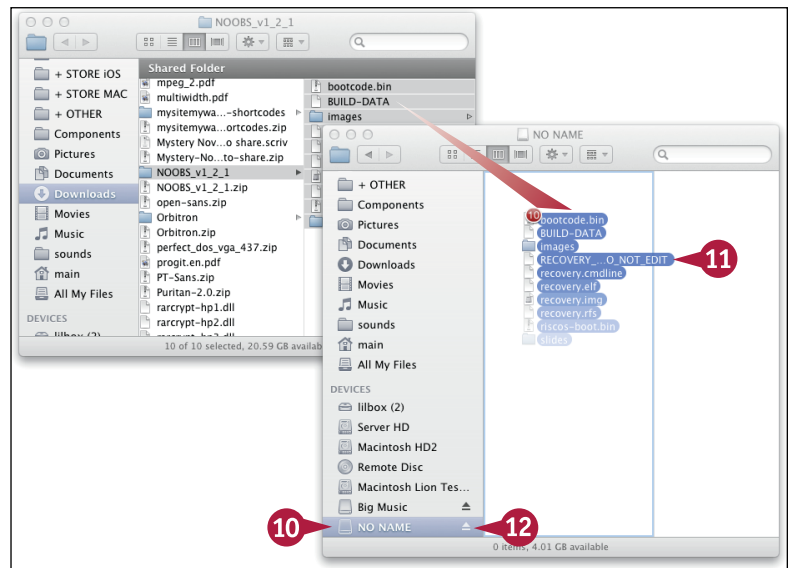 NOOBS_v1_2_1
+ STORE iOS
+ STORE MAC
+ OTHER
Components
Pictures
Documents
Downloads
Movies
Music
sounds
main
All My Files
DEVICES
Shared Folder
mpeg_2.pdf
multiwidth.pdf
mysitemywa...-shortcodes
mysitemywa...ortcodes.zip
Mystery Nov...o share.scriv
Mystery-No...to-share.zip
NOOBS_v1_2_1
NOOBS_v1_2_1.zip
open-sans.zip
Orbitron
Orbitron.zip
perfect_dos_vga_437.zip
progit.en.pdf
PT-Sans.zip
Puritan-2.0.zip
rarcrypt-hp1.dll
rarcrypt-hp2.dll
bootcode.bin
BUILD-DATA
images
10 of 10 selected, 20.59 GB availab
NO NAME
+ OTHER
Components
Pictures
Documents
Downloads
Movies
Music
sounds
main
All My Files
DEVICES
lilbox (2)
Server HD
Macintosh HD2
Remote Disc
Macintosh Lion Tes...
Big Music
10
NO NAME
12
10
bootcode.bin
BUILD-DATA
images
RECOVERY_...O_NOT_EDIT
11
recovery.cmdline
recovery.elf
recovery.img
recovery.rfs
riscos-boot.bin
slides
0 items, 4.01 GB available